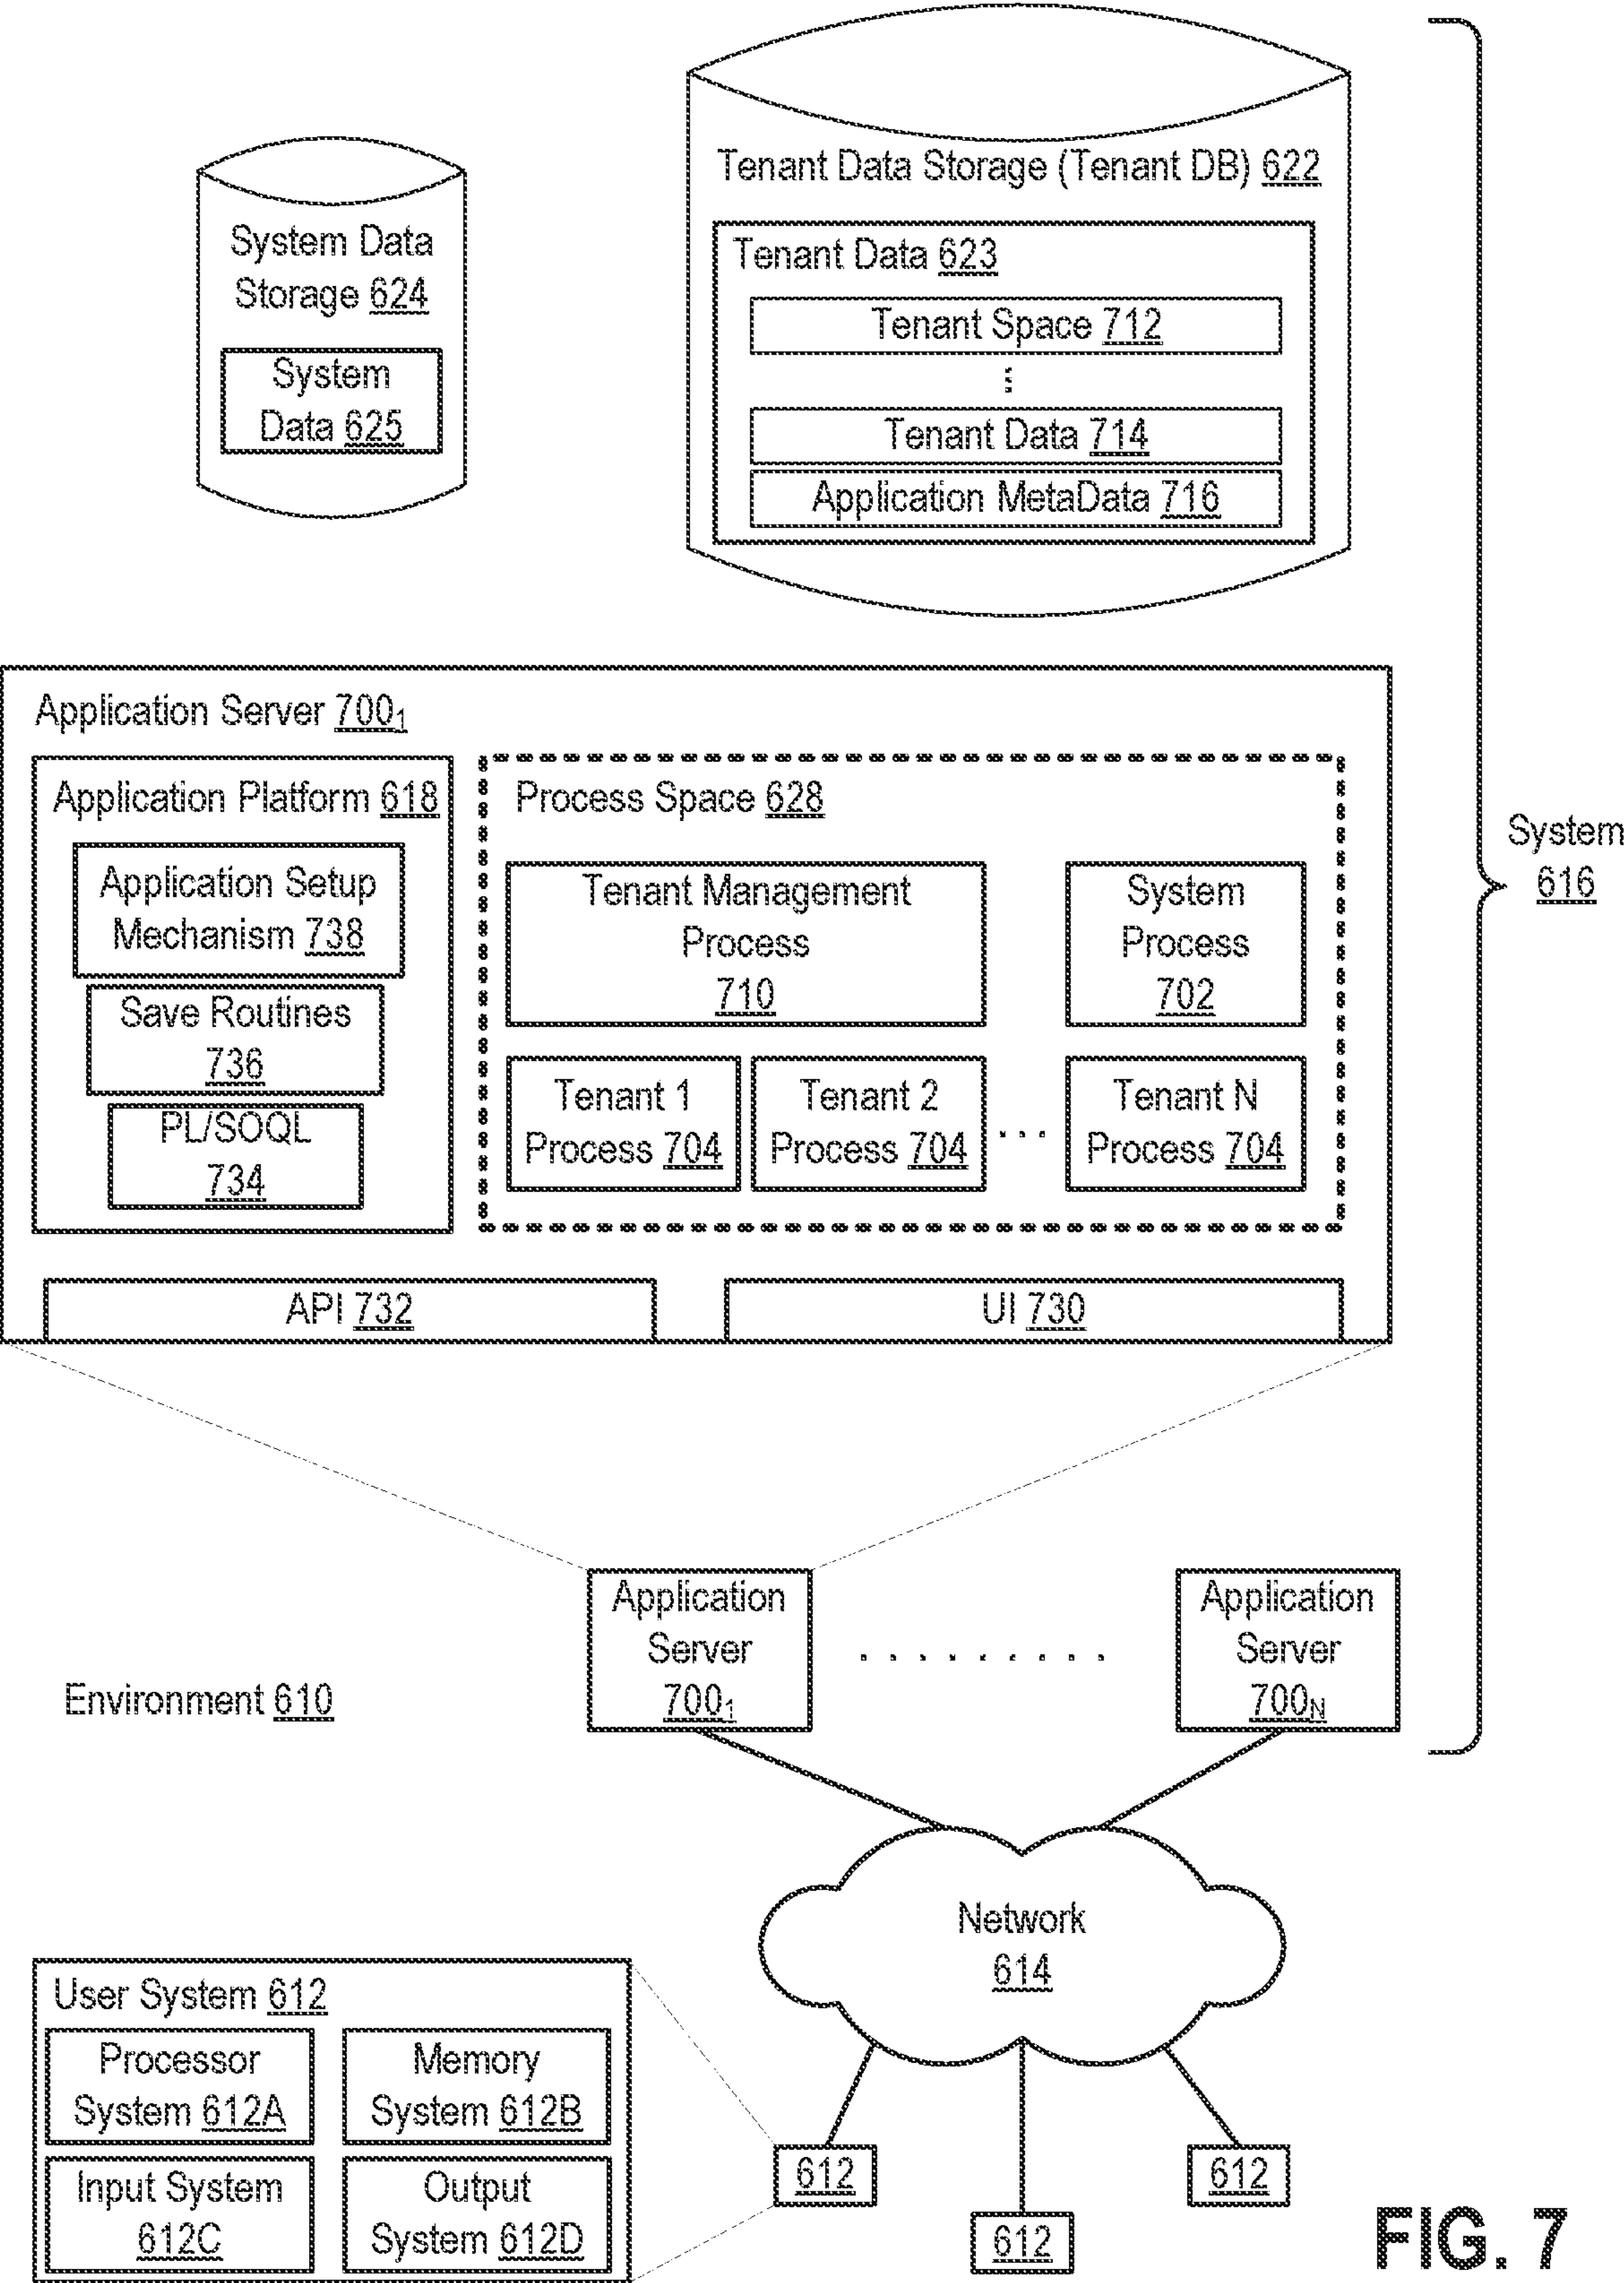 Tenant Data Storage (Tenant DB) 622
System Data
Storage 624
System
Data 625
Tenant Data 623
Tenant Space 712
⋮
Tenant Data 714
Application MetaData 716
System
616
Application Server 700₁
Application Platform 618
Application Setup
Mechanism 738
Save Routines
736
PL/SOQL
734
Process Space 628
Tenant Management
Process
710
System
Process
702
Tenant 1
Process 704
Tenant 2
Process 704
. . .
Tenant N
Process 704
API 732
UI 730
Application
Server
700₁
. . . . . . . . .
Application
Server
700N
Environment 610
Network
614
User System 612
Processor
System 612A
Memory
System 612B
Input System
612C
Output
System 612D
612
612
612
FIG. 7